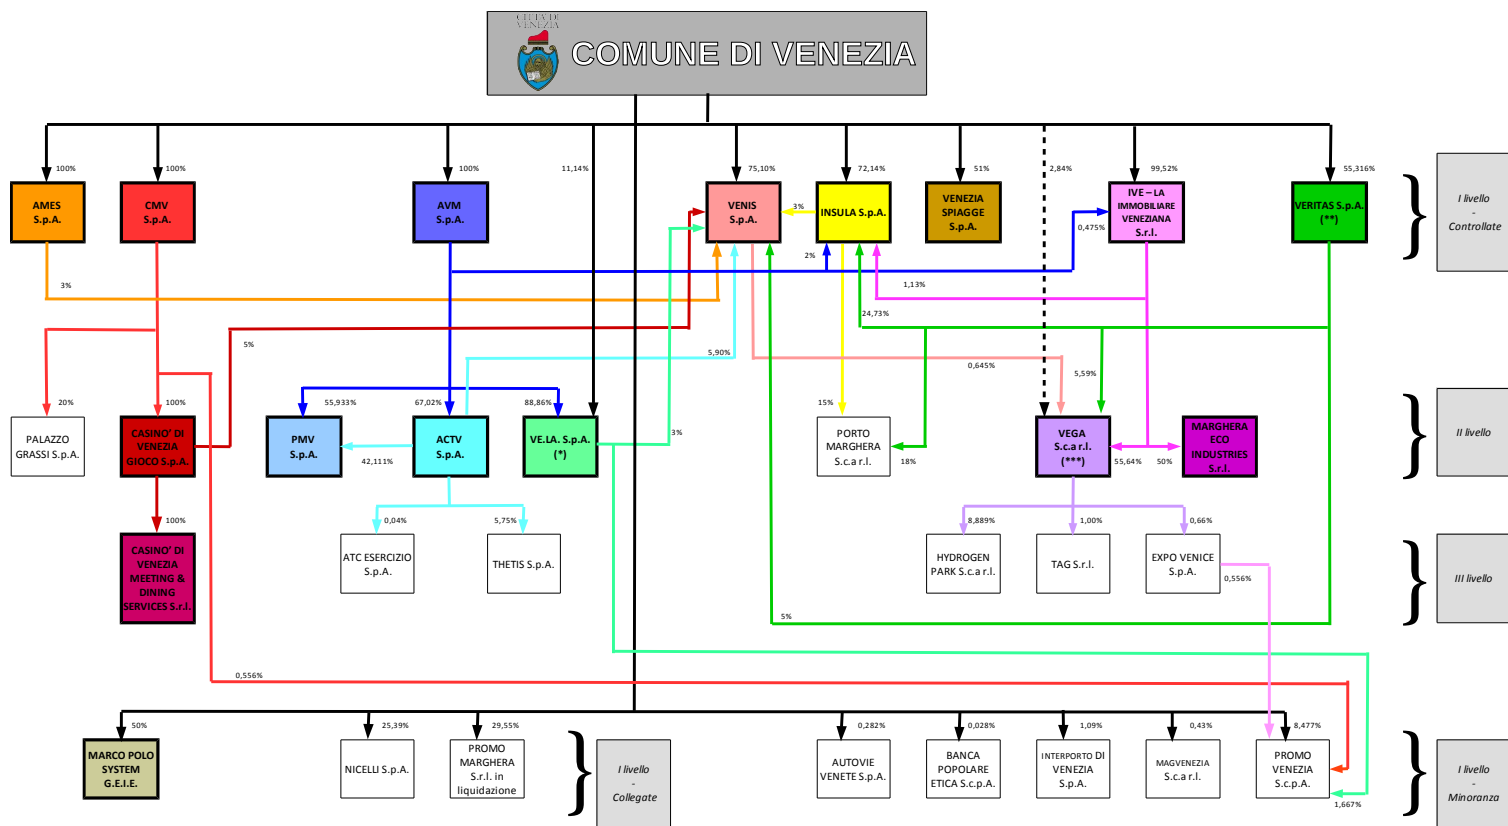 CITTA' DI
VENEZIA
COMUNE DI VENEZIA
100%
100%
100%
11,14%
75,10%
72,14%
51%
2,84%
99,52%
55,316%
AMES
S.p.A.
CMV
S.p.A.
AVM
S.p.A.
VENIS
S.p.A.
3%
INSULA S.p.A.
VENEZIA
SPIAGGE
S.p.A.
IVE – LA
IMMOBILIARE
VENEZIANA
S.r.l.
VERITAS S.p.A.
(**)
I livello
-
Controllate
0,475%
2%
3%
1,13%
24,73%
5%
5,90%
0,645%
5,59%
20%
100%
55,933%
67,02%
88,86%
15%
PALAZZO
GRASSI S.p.A.
CASINO' DI
VENEZIA
GIOCO S.p.A.
PMV
S.p.A.
42,111%
ACTV
S.p.A.
VE.LA. S.p.A.
(*)
3%
PORTO
MARGHERA
S.c.a r.l.
18%
VEGA
S.c.a r.l.
(***)
55,64%
50%
MARGHERA
ECO
INDUSTRIES
S.r.l.
II livello
100%
0,04%
5,75%
8,889%
1,00%
0,66%
CASINO' DI
VENEZIA
MEETING &
DINING
SERVICES S.r.l.
ATC ESERCIZIO
S.p.A.
THETIS S.p.A.
HYDROGEN
PARK S.c.a r.l.
TAG S.r.l.
EXPO VENICE
S.p.A.
0,556%
III livello
5%
0,556%
50%
25,39%
29,55%
0,282%
0,028%
1,09%
0,43%
8,477%
MARCO POLO
SYSTEM
G.E.I.E.
NICELLI S.p.A.
PROMO
MARGHERA
S.r.l. in
liquidazione
I livello
-
Collegate
AUTOVIE
VENETE S.p.A.
BANCA
POPOLARE
ETICA S.c.p.A.
INTERPORTO DI
VENEZIA
S.p.A.
MAGVENEZIA
S.c.a r.l.
PROMO
VENEZIA
S.c.p.A.
1,667%
I livello
-
Minoranza